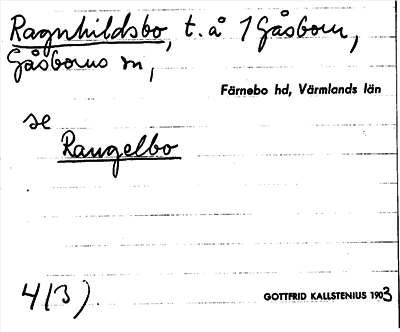 Ragnhildsbo, t. å 1 Gåsborn,
Gåsborns sn,
Färnebo hd, Värmlands län
se
Rangelbo
4(3).
GOTTFRID KALLSTENIUS 1903